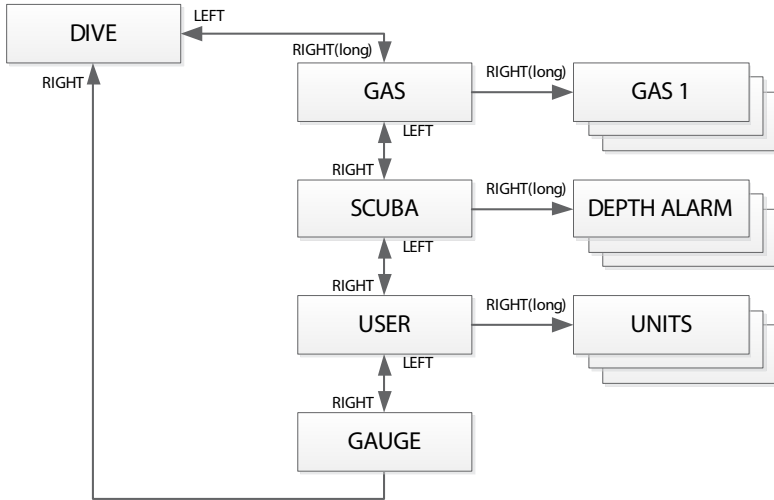 DIVE
LEFT
RIGHT(long)
RIGHT
GAS
RIGHT(long)
GAS 1
LEFT
RIGHT
SCUBA
RIGHT(long)
DEPTH ALARM
LEFT
RIGHT
USER
RIGHT(long)
UNITS
LEFT
RIGHT
GAUGE